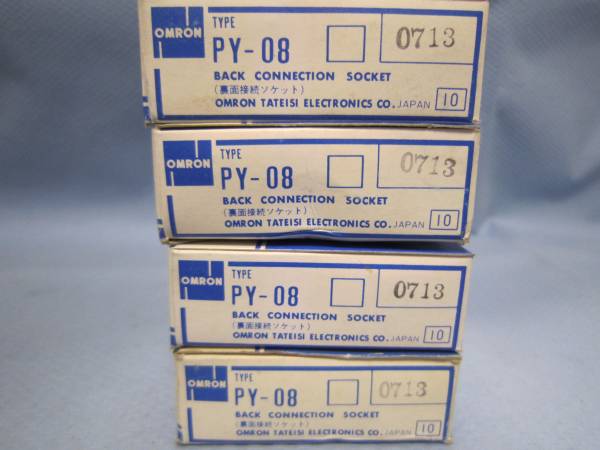 OMRON
TYPE
PY-08
0713
BACK CONNECTION SOCKET
(裏面接続ソケット)
OMRON TATEISI ELECTRONICS CO. JAPAN 10
OMRON
TYPE
PY-08
0713
BACK CONNECTION SOCKET
(裏面接続ソケット)
OMRON TATEISI ELECTRONICS CO. JAPAN 10
OMRON
TYPE
PY-08
0713
BACK CONNECTION SOCKET
(裏面接続ソケット)
OMRON TATEISI ELECTRONICS CO. JAPAN 10
OMRON
TYPE
PY-08
0713
BACK CONNECTION SOCKET
(裏面接続ソケット)
OMRON TATEISI ELECTRONICS CO. JAPAN 10